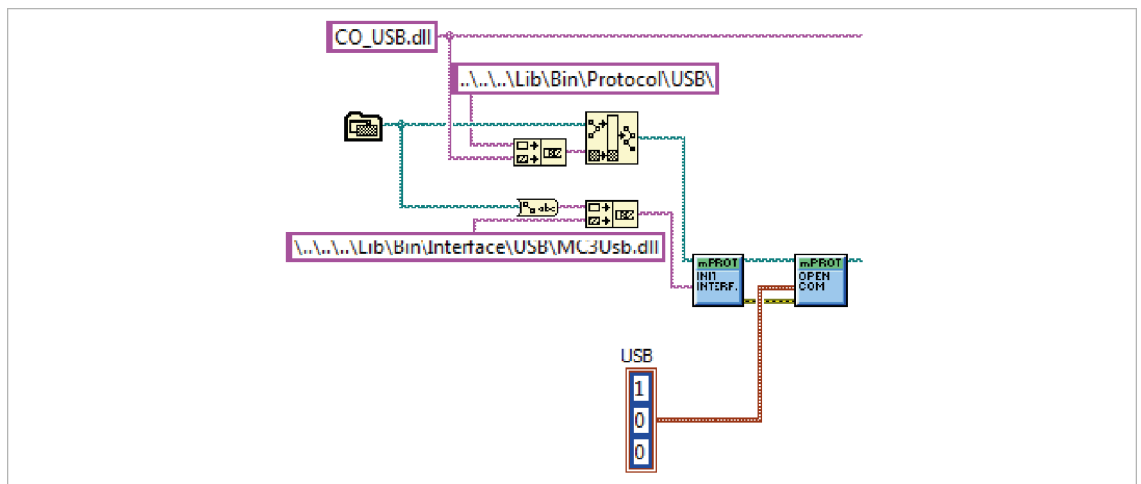 CO_USB.dll
..\..\..\Lib\Bin\Protocol\USB\
abc
\..\..\..\Lib\Bin\Interface\USB\MC3Usb.dll
mPROT
INIT
INTERF.
mPROT
OPEN
COM
USB
1
0
0